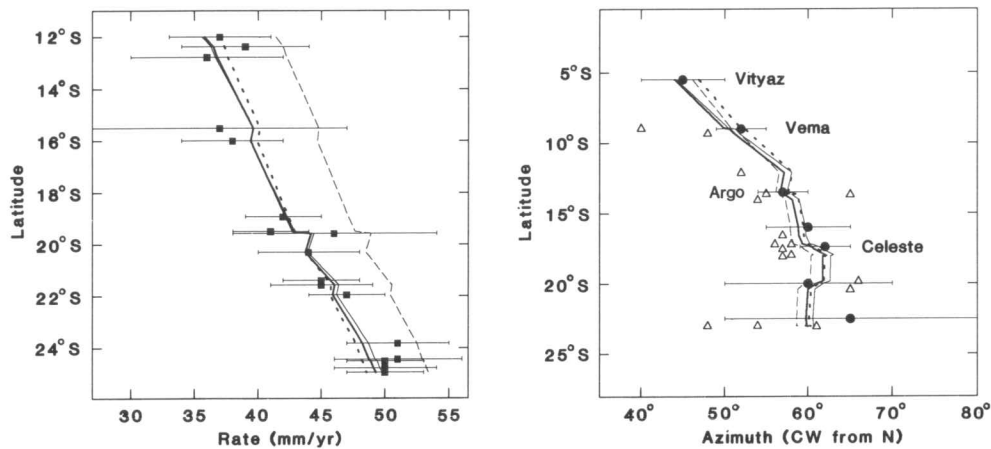 12°S
14°S
16°S
18°S
20°S
22°S
24°S
Latitude
30 35 40 45 50 55
Rate (mm/yr)
5°S
10°S
15°S
20°S
25°S
Latitude
Vityaz
Vema
Argo
Celeste
40° 50° 60° 70° 80°
Azimuth (CW from N)